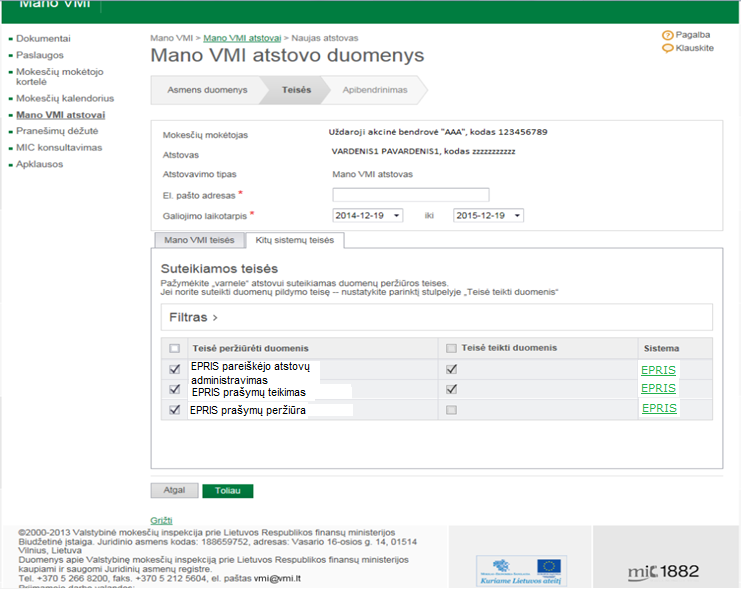 Mano VMI
Dokumentai
Paslaugos
Mokesčių mokėtojo
kortelė
Mokesčių kalendorius
Mano VMI atstovai
Pranešimų dėžutė
MIC konsultavimas
Apklausos
Mano VMI > Mano VMI atstovai > Naujas atstovas
Mano VMI atstovo duomenys
Pagalba
Klauskite
Asmens duomenys
Teisės
Apibendrinimas
Mokesčių mokėtojas Uždaroji akcinė bendrovė "AAA", kodas 123456789
Atstovas VARDENIS1 PAVARDENIS1, kodas zzzzzzzzzzz
Atstovavimo tipas Mano VMI atstovas
El. pašto adresas *
Galiojimo laikotarpis * 2014-12-19 iki 2015-12-19
Mano VMI teisės Kitų sistemų teisės
Suteikiamos teisės
Pažymėkite „varnele“ atstovui suteikiamas duomenų peržiūros teises.
Jei norite suteikti duomenų pildymo teisę -- nustatykite parinktį stulpelyje „Teisė teikti duomenis“
Filtras >
Teisė peržiūrėti duomenis Teisė teikti duomenis Sistema
EPRIS pareiškėjo atstovų
administravimas
EPRIS
EPRIS prašymų teikimas EPRIS
EPRIS prašymų peržiūra EPRIS
Atgal Toliau
Grįžti
©2000-2013 Valstybinė mokesčių inspekcija prie Lietuvos Respublikos finansų ministerijos
Biudžetinė įstaiga. Juridinio asmens kodas: 188659752, adresas: Vasario 16-osios g. 14, 01514
Vilnius, Lietuva
Duomenys apie Valstybinę mokesčių inspekciją prie Lietuvos Respublikos finansų ministerijos
kaupiami ir saugomi Juridinių asmenų registre.
Tel. +370 5 266 8200, faks. +370 5 212 5604, el. paštas vmi@vmi.lt
Kuriame Lietuvos ateitį
mic 1882